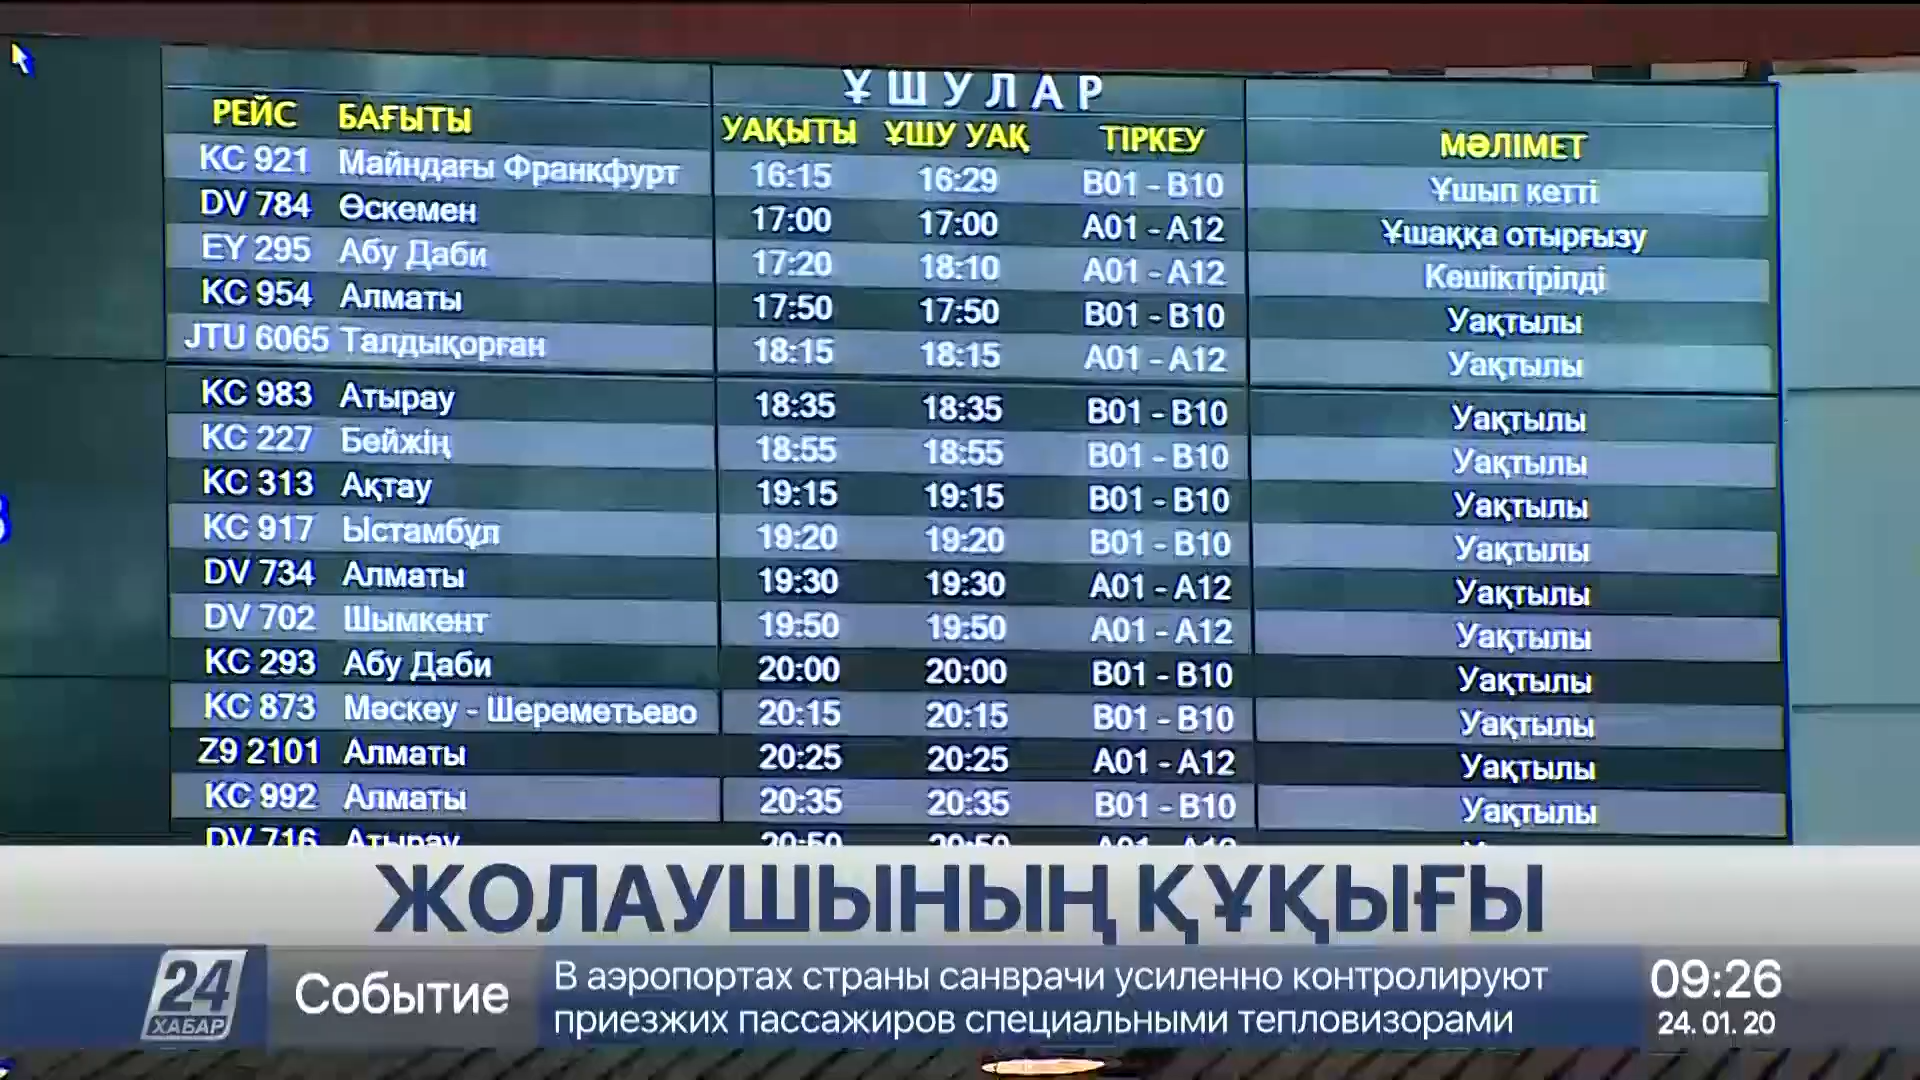 ҰШУЛАР
РЕЙС БАҒЫТЫ УАҚЫТЫ ҰШУ УАҚ ТІРКЕУ МӘЛІМЕТ
KC 921 Майндағы Франкфурт 16:15 16:29 B01 - B10 Ұшып кетті
DV 784 Өскемен 17:00 17:00 A01 - A12 Ұшаққа отырғызу
EY 295 Абу Даби 17:20 18:10 A01 - A12 Кешіктірілді
KC 954 Алматы 17:50 17:50 B01 - B10 Уақтылы
JTU 6065 Талдықорған 18:15 18:15 A01 - A12 Уақтылы
KC 983 Атырау 18:35 18:35 B01 - B10 Уақтылы
KC 227 Бейжің 18:55 18:55 B01 - B10 Уақтылы
KC 313 Ақтау 19:15 19:15 B01 - B10 Уақтылы
KC 917 Ыстамбұл 19:20 19:20 B01 - B10 Уақтылы
DV 734 Алматы 19:30 19:30 A01 - A12 Уақтылы
DV 702 Шымкент 19:50 19:50 A01 - A12 Уақтылы
KC 293 Абу Даби 20:00 20:00 B01 - B10 Уақтылы
KC 873 Мәскеу - Шереметьево 20:15 20:15 B01 - B10 Уақтылы
Z9 2101 Алматы 20:25 20:25 A01 - A12 Уақтылы
KC 992 Алматы 20:35 20:35 B01 - B10 Уақтылы
DV 716 Атырау 20:50 20:50 A01 - A12
ЖОЛАУШЫНЫҢ ҚҰҚЫҒЫ
24 ХАБАР
Событие
В аэропортах страны санврачи усиленно контролируют
приезжих пассажиров специальными тепловизорами
09:26
24.01.20